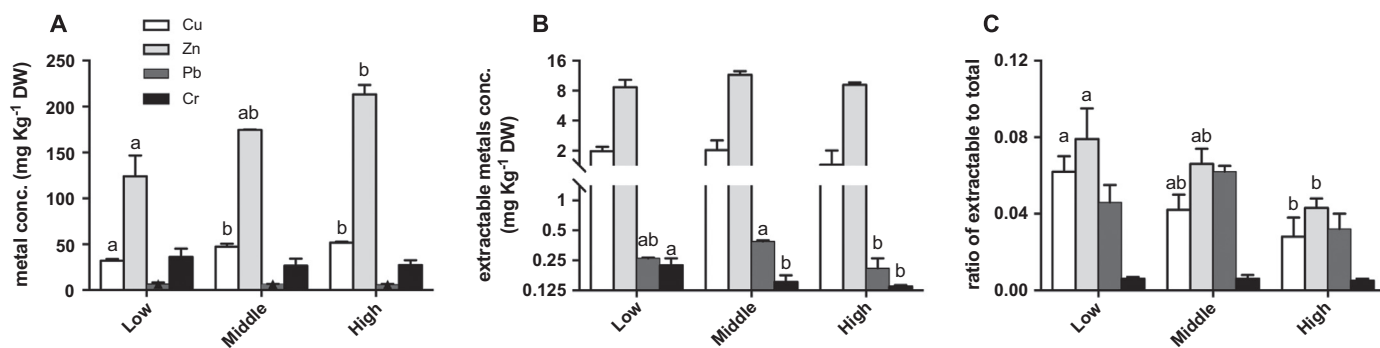 A
Cu
Zn
Pb
Cr
metal conc. (mg Kg⁻¹ DW)
250
200
150
100
50
0
a
a
b
ab
b
b
Low
Middle
High
B
extractable metals conc.
(mg Kg⁻¹ DW)
16
8
4
2
1
0.5
0.25
0.125
ab
a
a
b
b
b
Low
Middle
High
C
ratio of extractable to total
0.12
0.08
0.04
0.00
a
a
ab
ab
b
b
Low
Middle
High